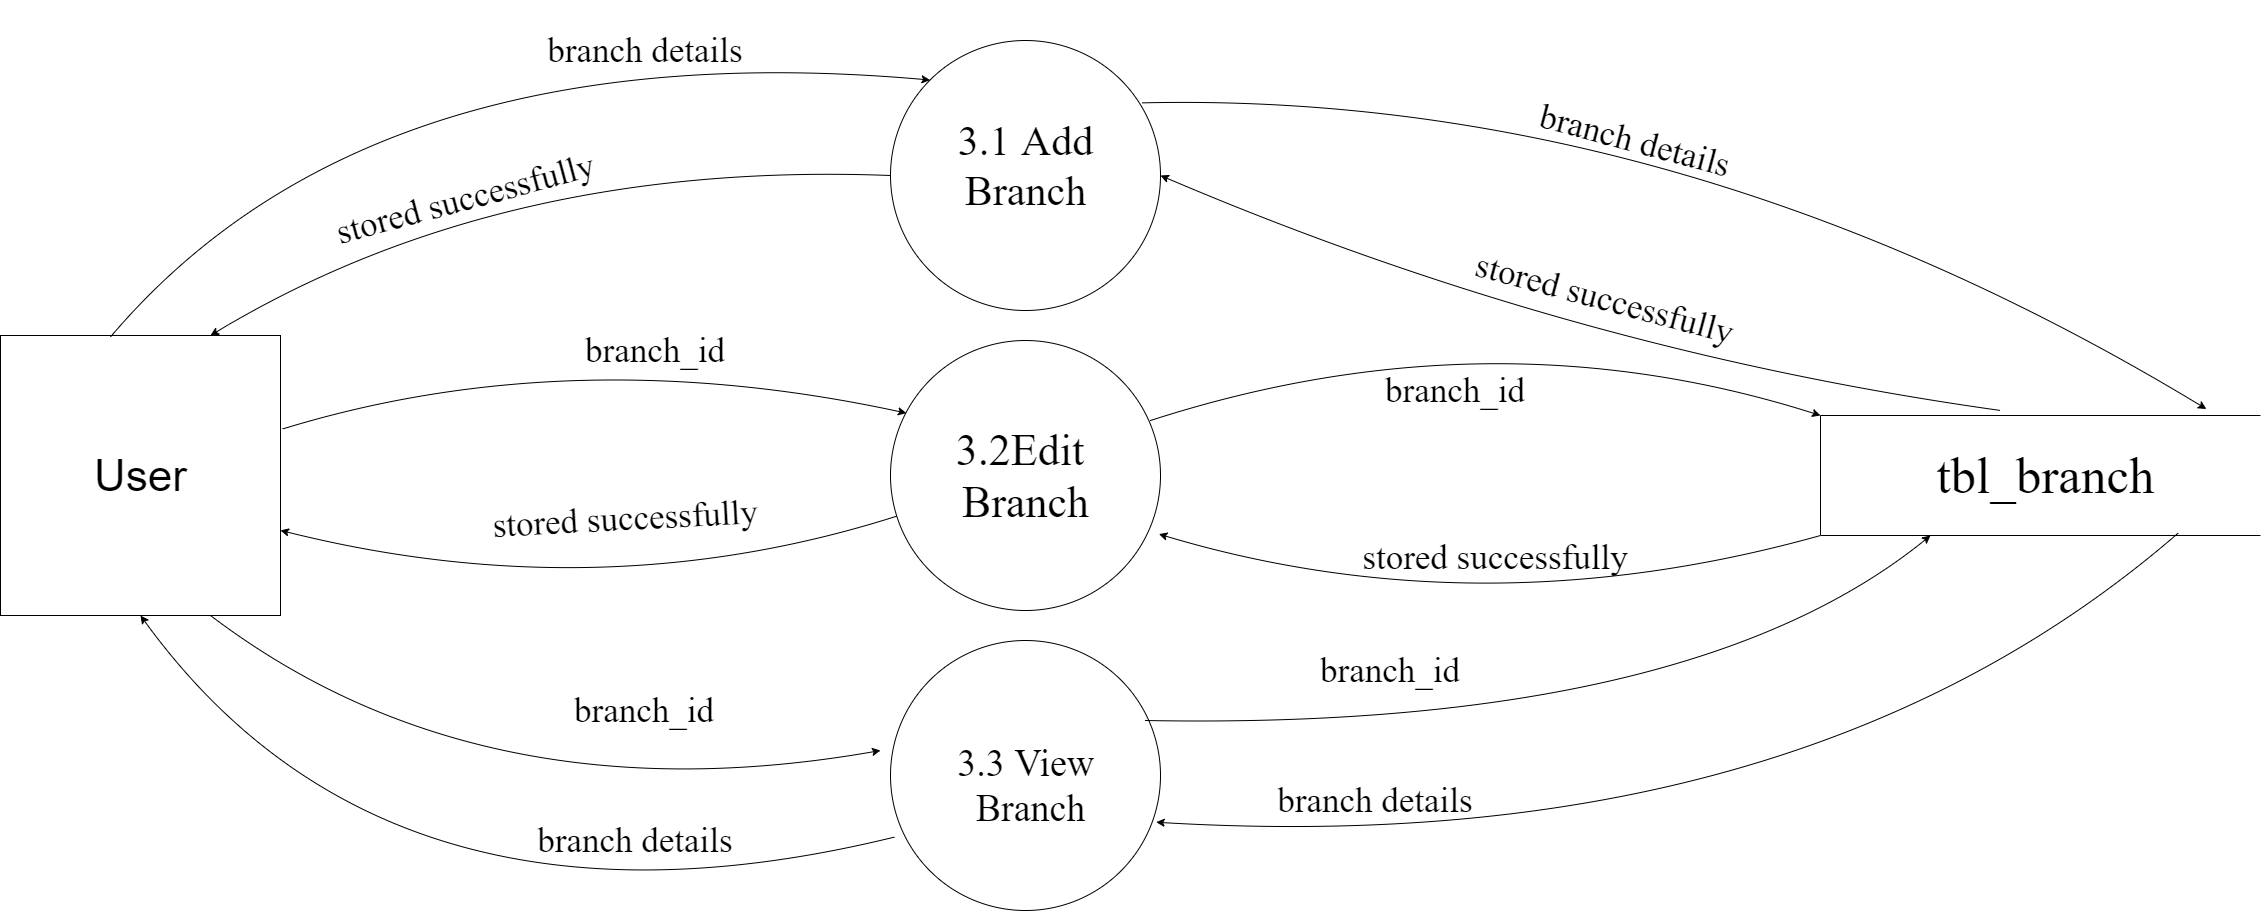 branch details
3.1 Add
Branch
branch details
stored successfully
stored successfully
branch_id
branch_id
User
3.2Edit
Branch
tbl_branch
stored successfully
stored successfully
branch_id
branch_id
3.3 View
Branch
branch details
branch details